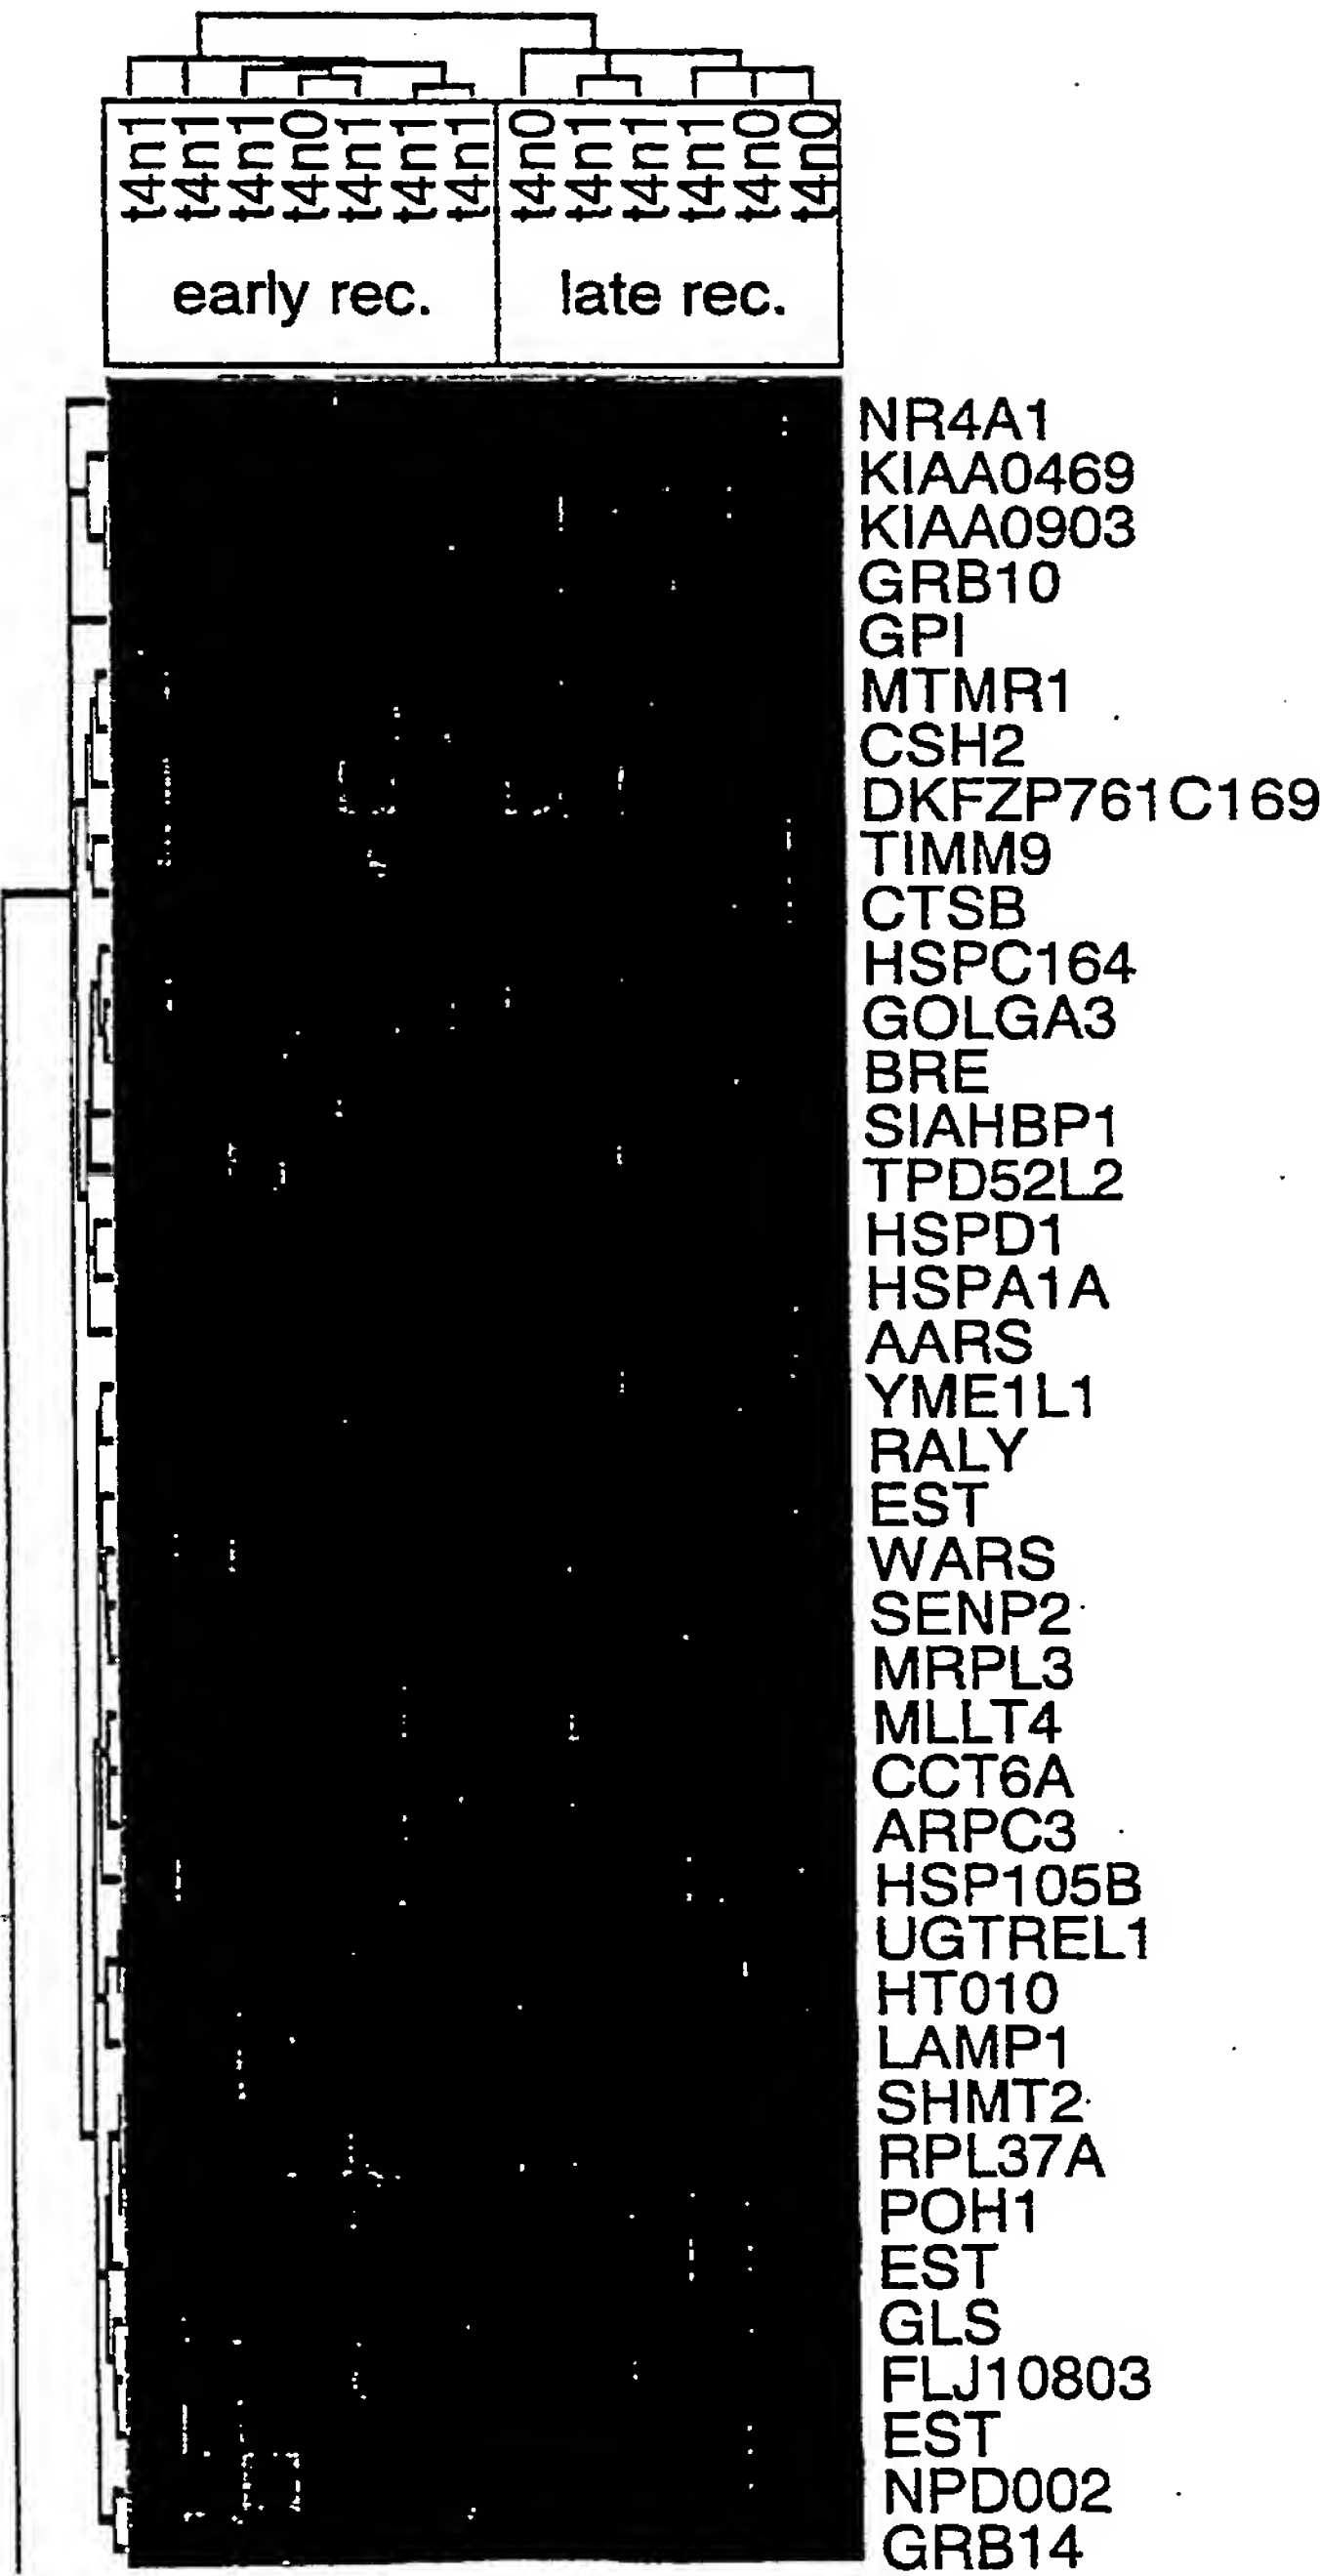 t4n1 t4n1 t4n1 t4n0 t4n1 t4n1 t4n1 t4n0 t4n1 t4n1 t4n1 t4n0 t4n0
early rec. late rec.
NR4A1
KIAA0469
KIAA0903
GRB10
GPI
MTMR1
CSH2
DKFZP761C169
TIMM9
CTSB
HSPC164
GOLGA3
BRE
SIAHBP1
TPD52L2
HSPD1
HSPA1A
AARS
YME1L1
RALY
EST
WARS
SENP2
MRPL3
MLLT4
CCT6A
ARPC3
HSP105B
UGTREL1
HT010
LAMP1
SHMT2
RPL37A
POH1
EST
GLS
FLJ10803
EST
NPD002
GRB14